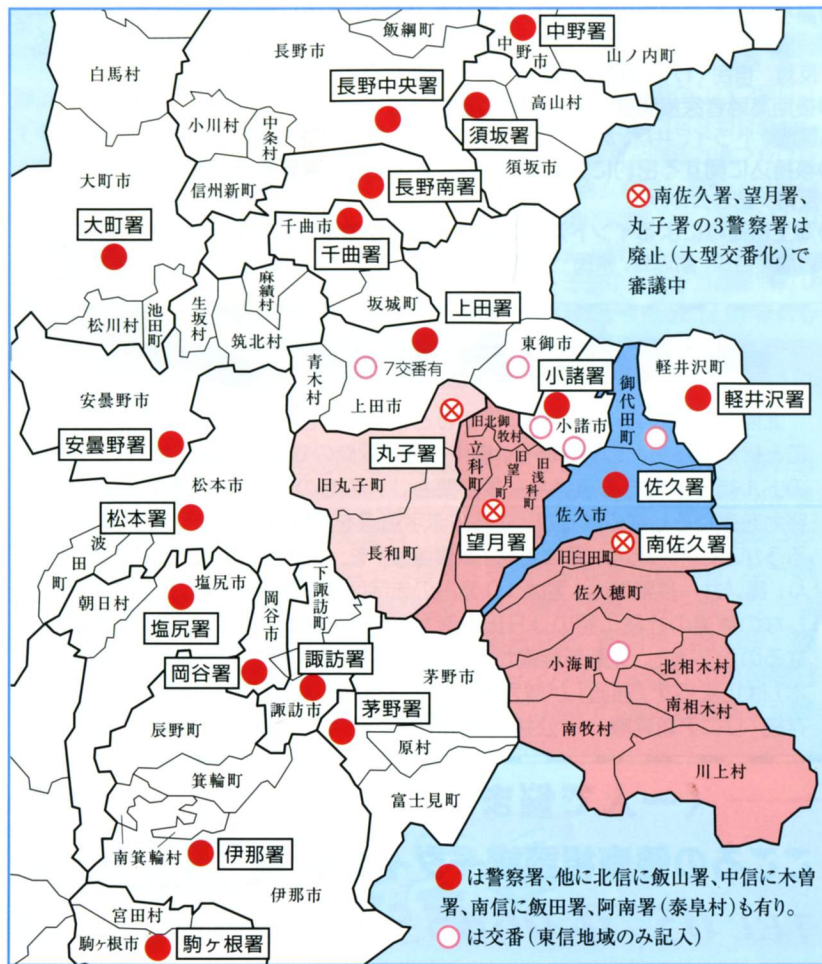 飯綱町
中野市
中野署
山ノ内町
長野市
白馬村
長野中央署
高山村
小川村
中条村
須坂署
須坂市
大町市
信州新町
長野南署
⊗南佐久署、望月署、
丸子署の3警察署は
廃止(大型交番化)で
審議中
千曲市
大町署
千曲署
麻績村
坂城町
上田署
池田町
生坂村
松川村
筑北村
東御市
青木村
7交番有
小諸署
御代田町
軽井沢町
安曇野市
上田市
小諸市
軽井沢署
旧北御牧村
安曇野署
丸子署
立科町
旧望月町
旧浅科町
松本市
旧丸子町
佐久署
佐久市
松本署
望月署
南佐久署
波田町
長和町
旧臼田町
下諏訪町
塩尻市
岡谷市
朝日村
佐久穂町
塩尻署
諏訪署
茅野市
小海町
北相木村
岡谷署
諏訪市
茅野署
南相木村
辰野町
原村
南牧村
川上村
箕輪町
富士見町
南箕輪村
伊那署
伊那市
●は警察署、他に北信に飯山署、中信に木曽
署、南信に飯田署、阿南署(泰阜村)も有り。
○は交番(東信地域のみ記入)
宮田村
駒ヶ根市
駒ヶ根署